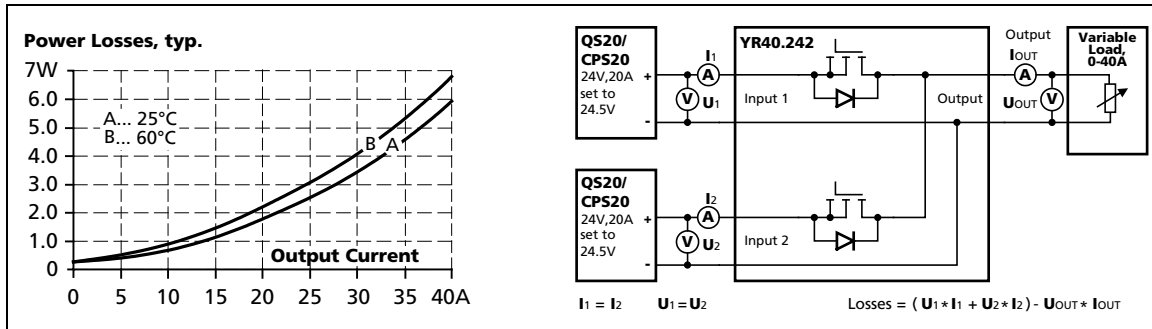 Power Losses, typ.
7W
6.0
5.0
4.0
3.0
2.0
1.0
0
A... 25°C
B... 60°C
B A
Output Current
0 5 10 15 20 25 30 35 40A
QS20/
CPS20
24V,20A
set to
24.5V
+
-
I1
A
V U1
YR40.242
Input 1
Output
Output
IOUT
A
UOUT V
Variable
Load,
0-40A
QS20/
CPS20
24V,20A
set to
24.5V
+
-
I2
A
V U2
Input 2
I1 = I2 U1=U2 Losses = (U1*I1 + U2*I2) - UOUT* IOUT